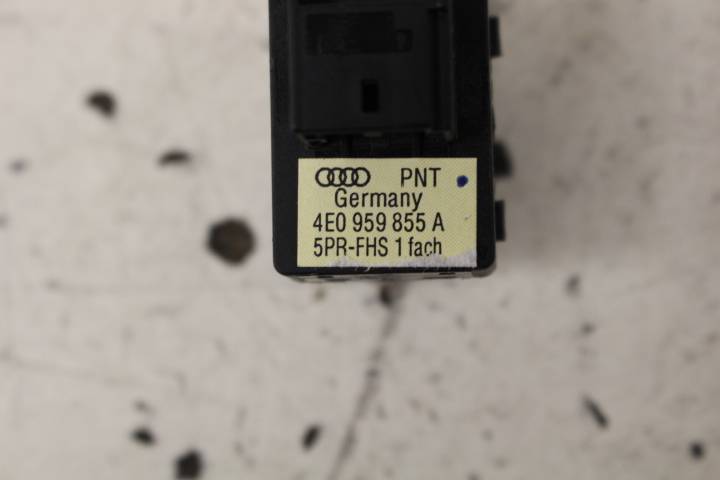 PNT
Germany
4E0 959 855 A
5PR-FHS 1 fach